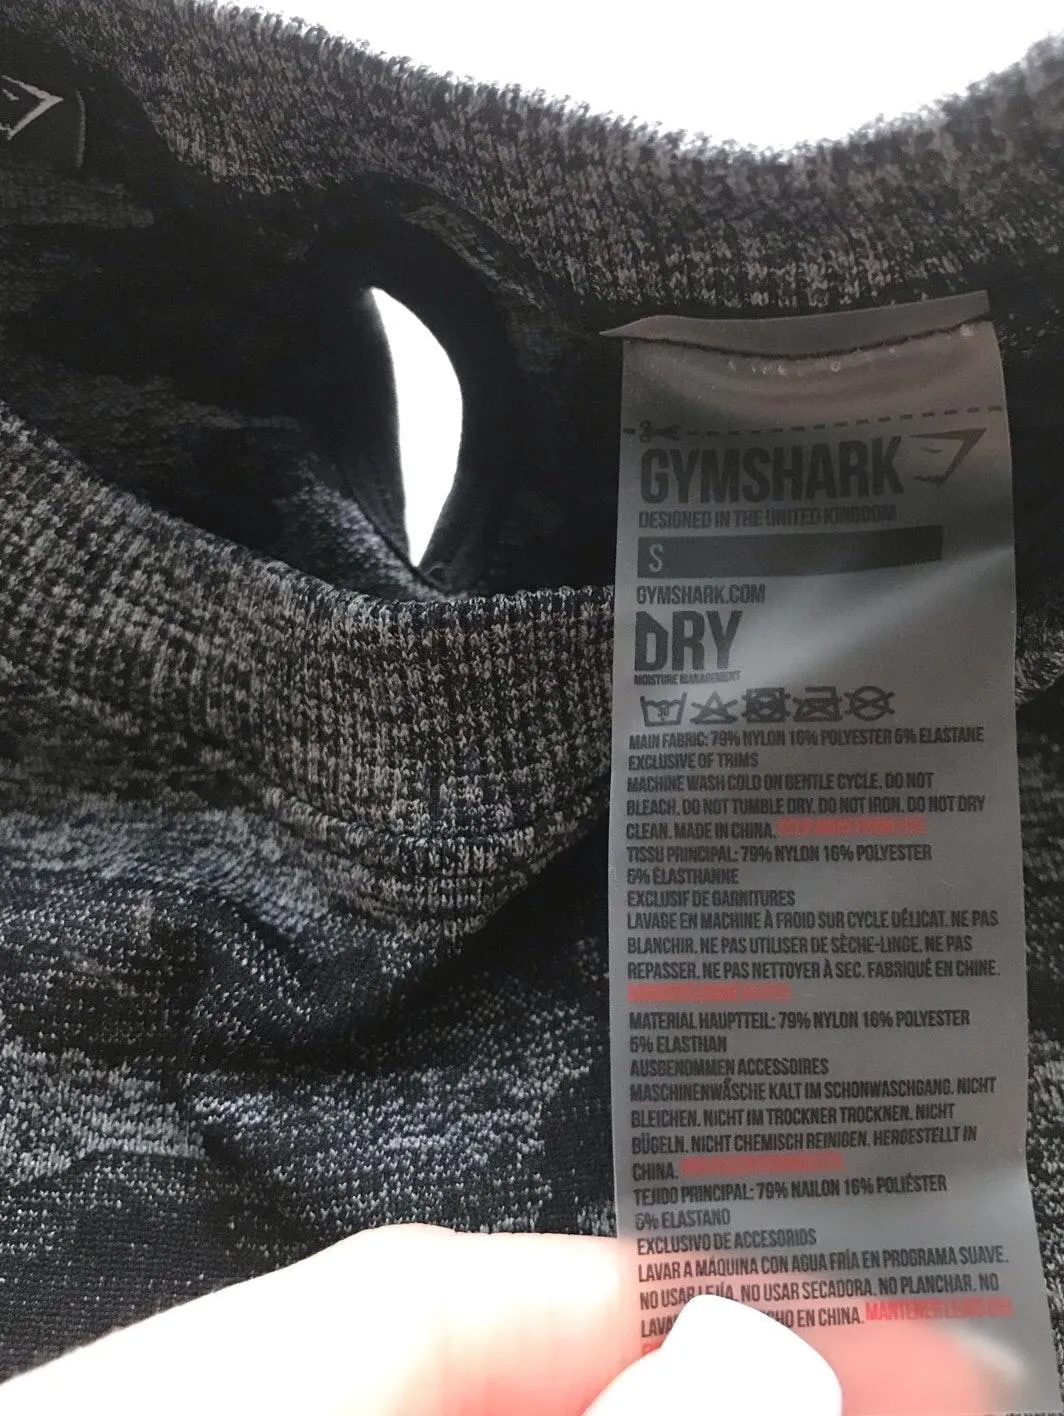 GYMSHARK
DESIGNED IN THE UNITED KINGDOM
S
GYMSHARK.COM
DRY
MOISTURE MANAGEMENT
MAIN FABRIC: 79% NYLON 16% POLYESTER 5% ELASTANE
EXCLUSIVE OF TRIMS
MACHINE WASH COLD ON GENTLE CYCLE. DO NOT
BLEACH. DO NOT TUMBLE DRY. DO NOT IRON. DO NOT DRY
CLEAN. MADE IN CHINA.
TISSU PRINCIPAL: 79% NYLON 16% POLYESTER
5% ÉLASTHANNE
EXCLUSIF DE GARNITURES
LAVAGE EN MACHINE À FROID SUR CYCLE DÉLICAT. NE PAS
BLANCHIR. NE PAS UTILISER DE SÈCHE-LINGE. NE PAS
REPASSER. NE PAS NETTOYER À SEC. FABRIQUÉ EN CHINE.
MATERIAL HAUPTTEIL: 79% NYLON 16% POLYESTER
5% ELASTHAN
AUSGENOMMEN ACCESSOIRES
MASCHINENWÄSCHE KALT IM SCHONWASCHGANG. NICHT
BLEICHEN. NICHT IM TROCKNER TROCKNEN. NICHT
BÜGELN. NICHT CHEMISCH REINIGEN. HERGESTELLT IN
CHINA.
TEJIDO PRINCIPAL: 79% NAILON 16% POLIÉSTER
5% ELASTANO
EXCLUSIVO DE ACCESORIOS
LAVAR A MÁQUINA CON AGUA FRÍA EN PROGRAMA SUAVE.
NO USAR LEJÍA. NO USAR SECADORA. NO PLANCHAR. NO
EN CHINA. MANTENER LEJOS DEL